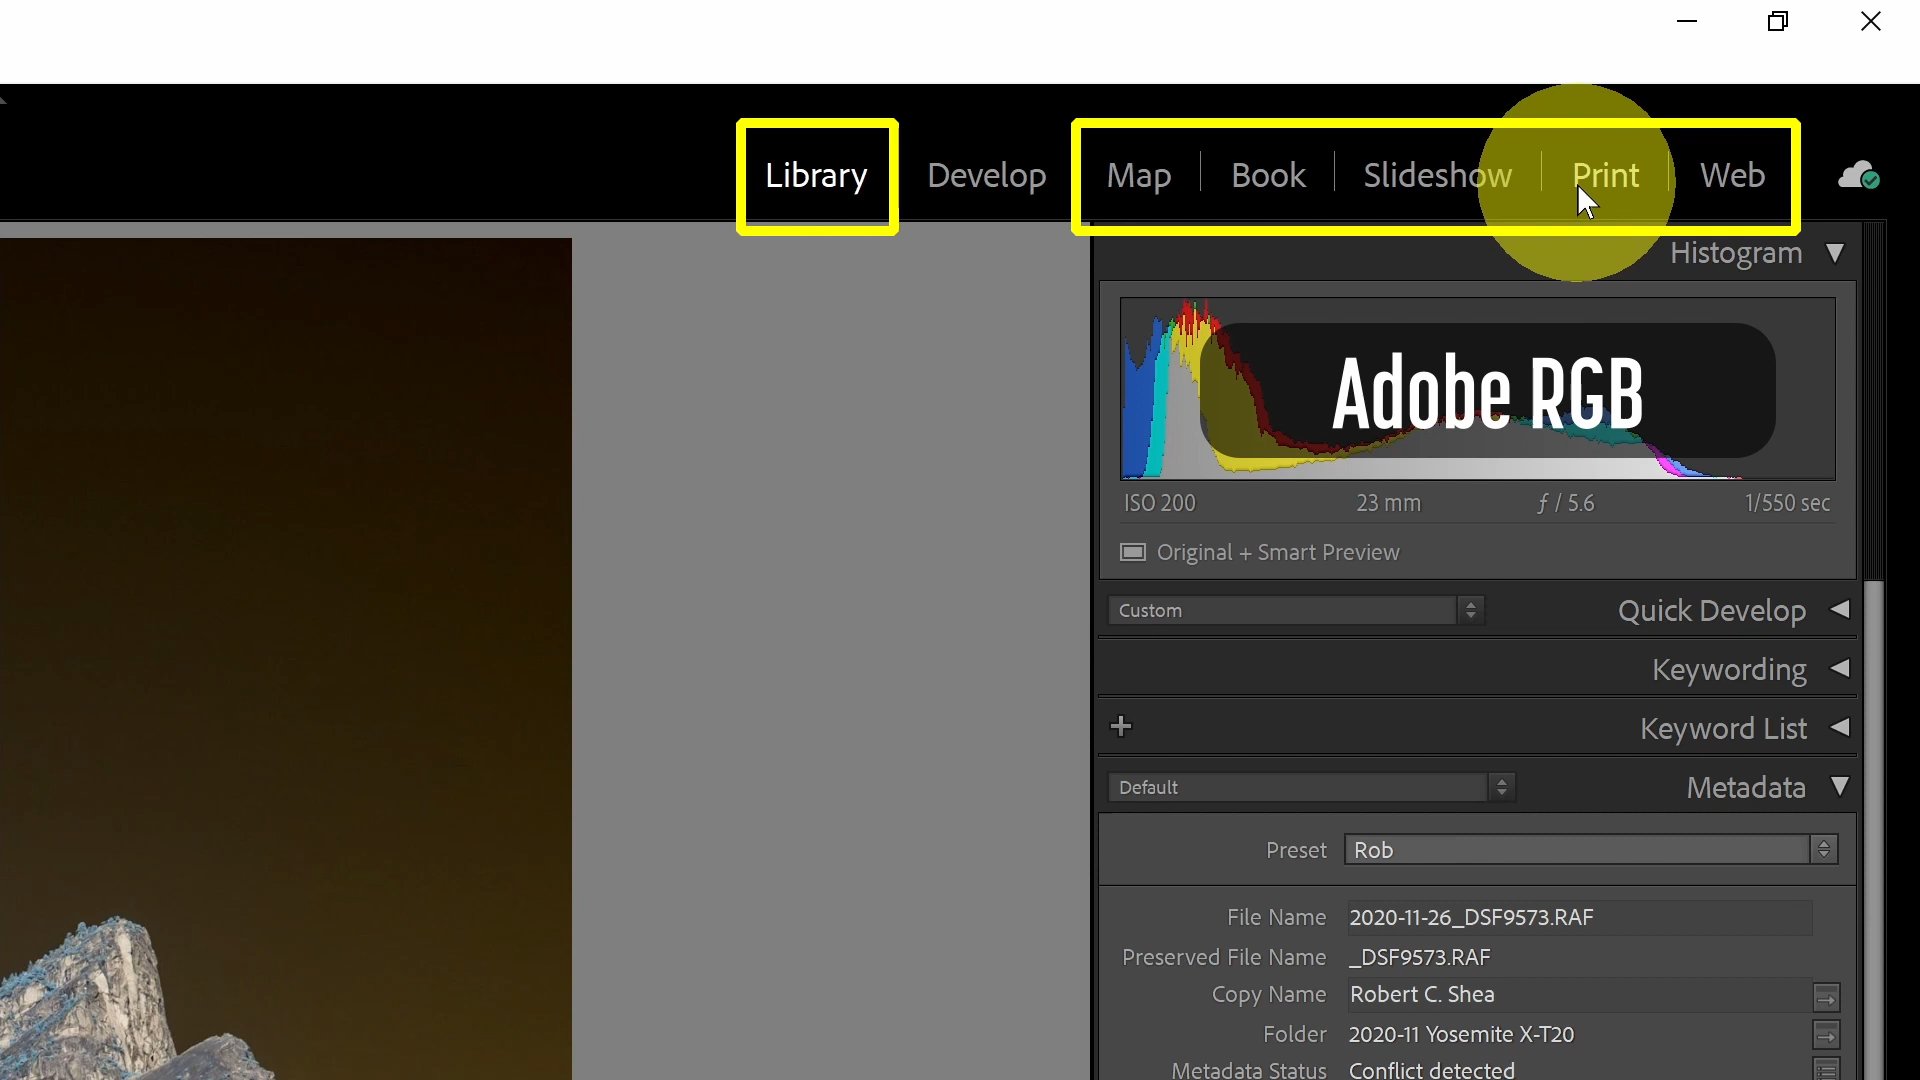 Library Develop Map Book Slideshow Print Web
Histogram
Adobe RGB
ISO 200 23 mm ƒ / 5.6 1/550 sec
Original + Smart Preview
Custom Quick Develop
Keywording
Keyword List
Default Metadata
Preset Rob
File Name 2020-11-26_DSF9573.RAF
Preserved File Name _DSF9573.RAF
Copy Name Robert C. Shea
Folder 2020-11 Yosemite X-T20
Metadata Status Conflict detected